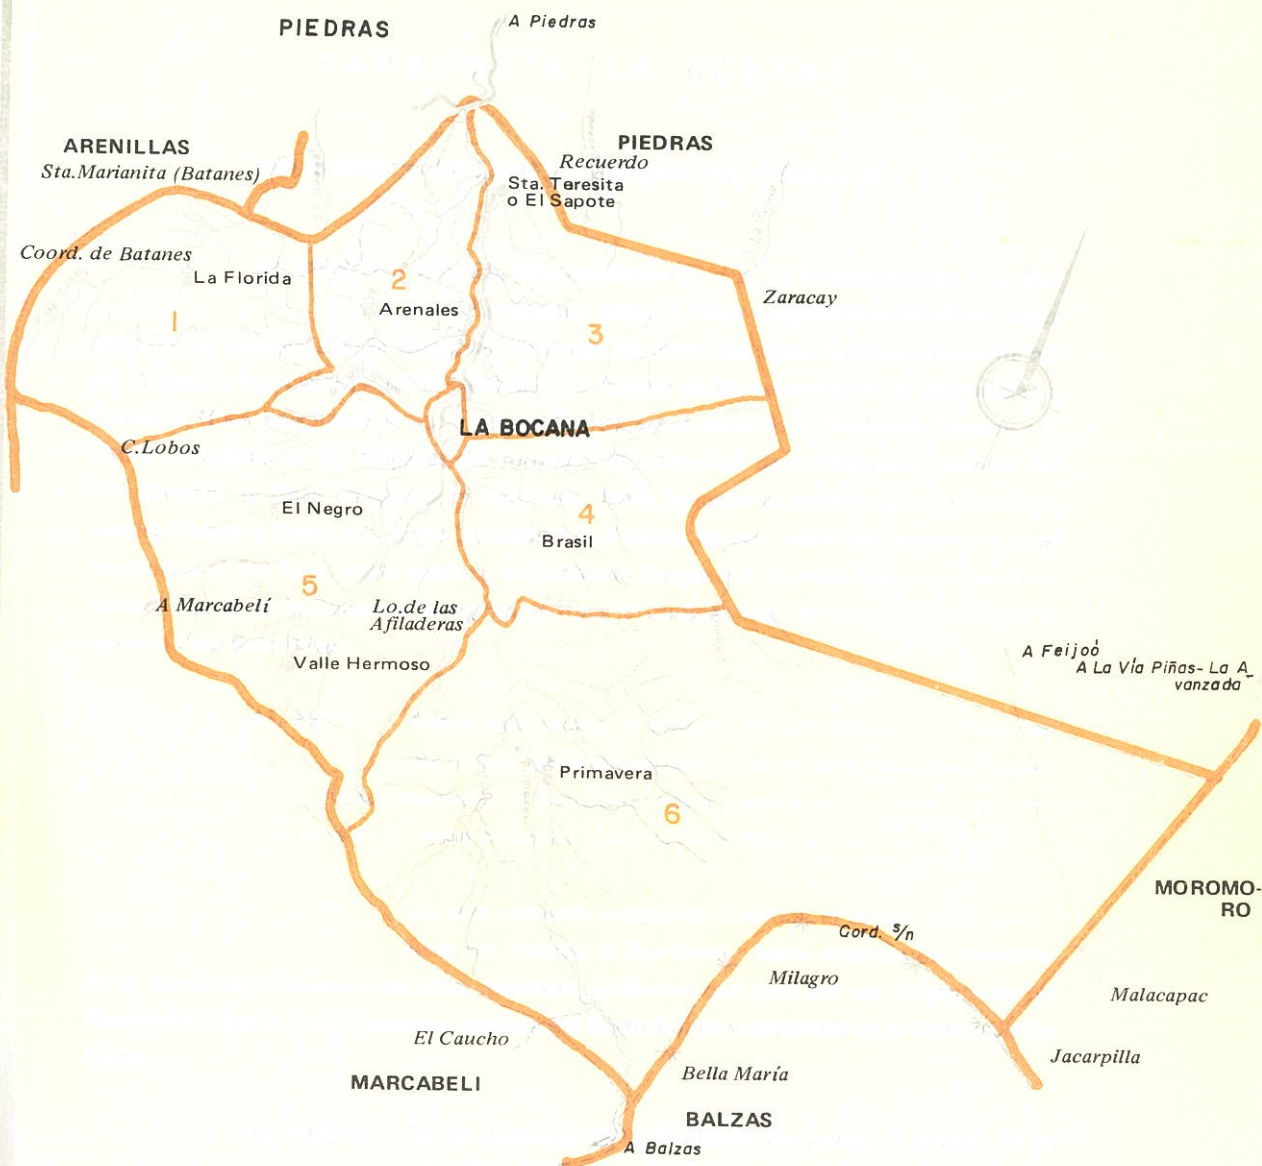 PIEDRAS
A Piedras
ARENILLAS
Sta.Marianita (Batanes)
PIEDRAS
Recuerdo
Sta. Teresita
o El Sapote
Coord. de Batanes
La Florida
2
Arenales
1
3
Zaracay
LA BOCANA
C.Lobos
El Negro
4
Brasil
5
A Marcabelí
Lo.de las
Afiladeras
Valle Hermoso
A Feijoó
A La Vía Piñas- La A_
vanzada
Primavera
6
MOROMO-
RO
Cord. s/n
Milagro
Malacapac
El Caucho
Jacarpilla
Bella María
MARCABELI
BALZAS
A Balzas